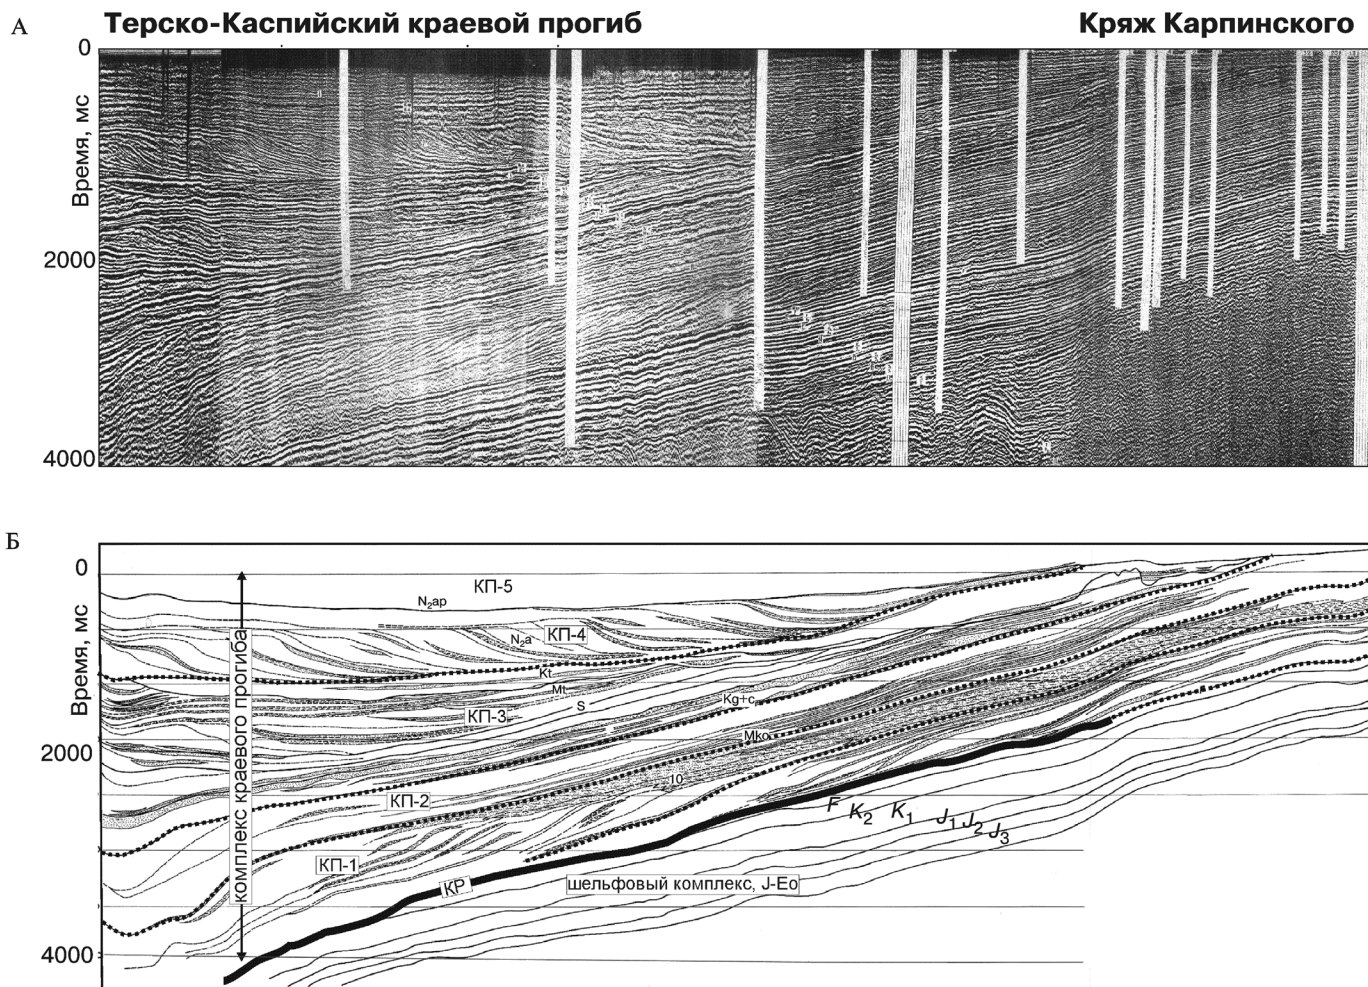 А
Терско-Каспийский краевой прогиб
Кряж Карпинского
0
Время, мс
2000
4000
Б
0
Время, мс
2000
4000
комплекс краевого прогиба
КП-5
N₂ap
N₂a
КП-4
Kt
Mt
S
КП-3
Kg+c
Mko
10
КП-2
КП-1
КР
F
K₂
K₁
J₁
J₂
J₃
шельфовый комплекс, J-Eo